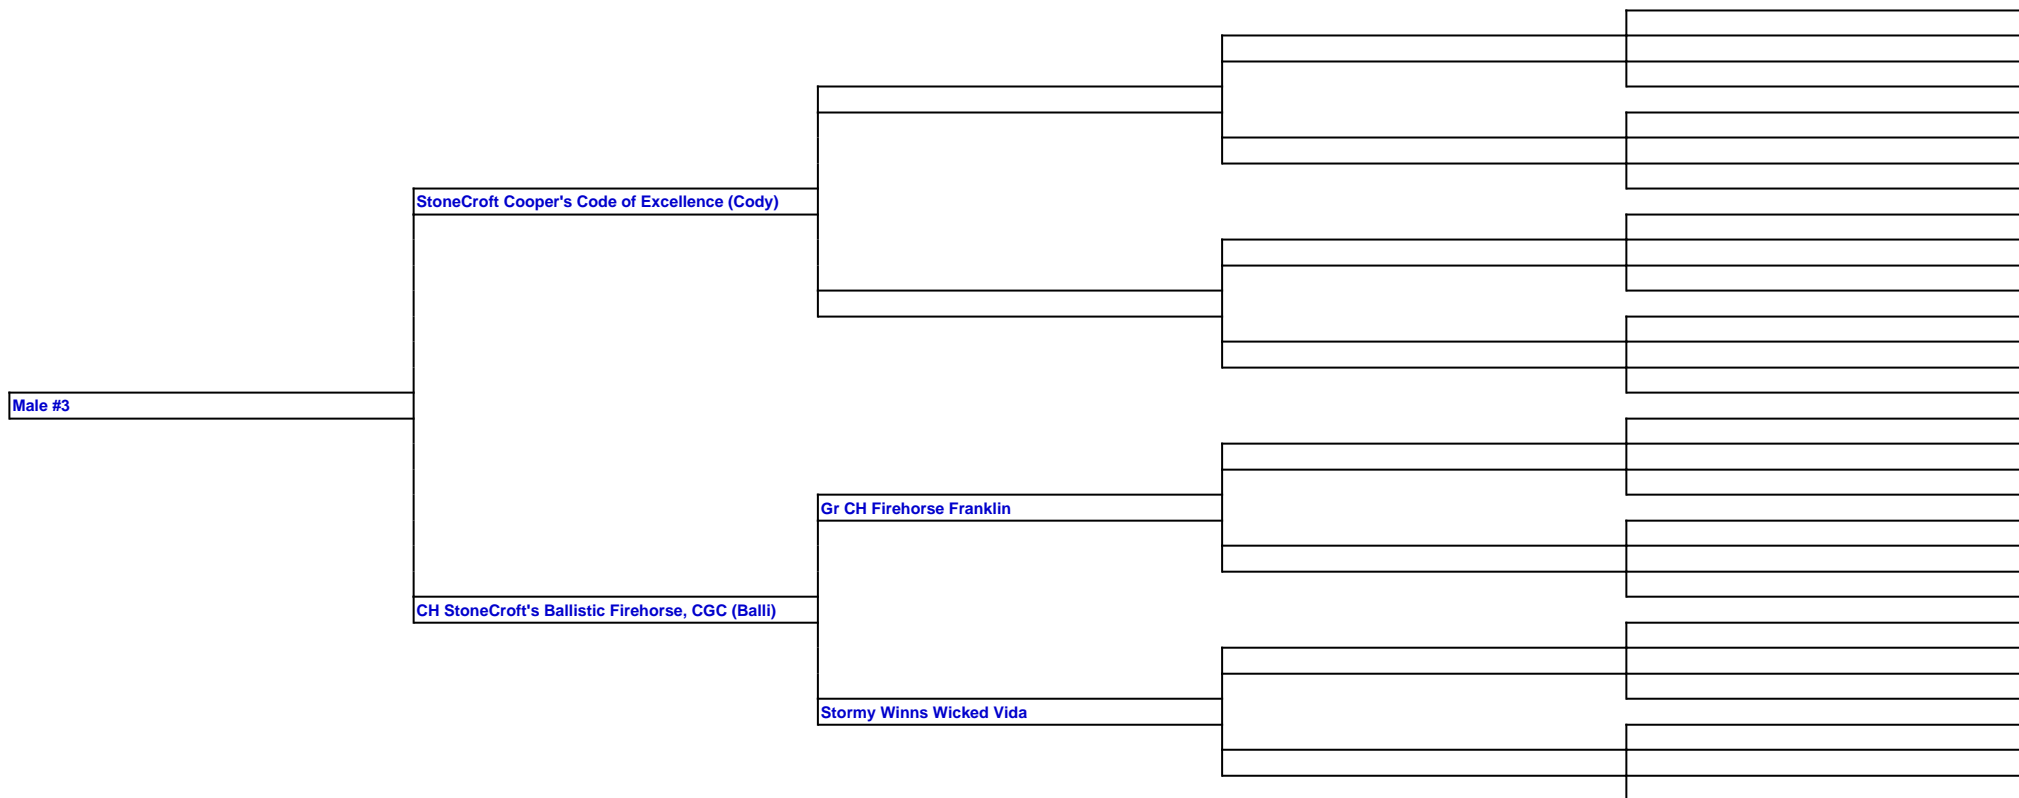 StoneCroft Cooper's Code of Excellence (Cody)
Male #3
Gr CH Firehorse Franklin
CH StoneCroft's Ballistic Firehorse, CGC (Balli)
Stormy Winns Wicked Vida